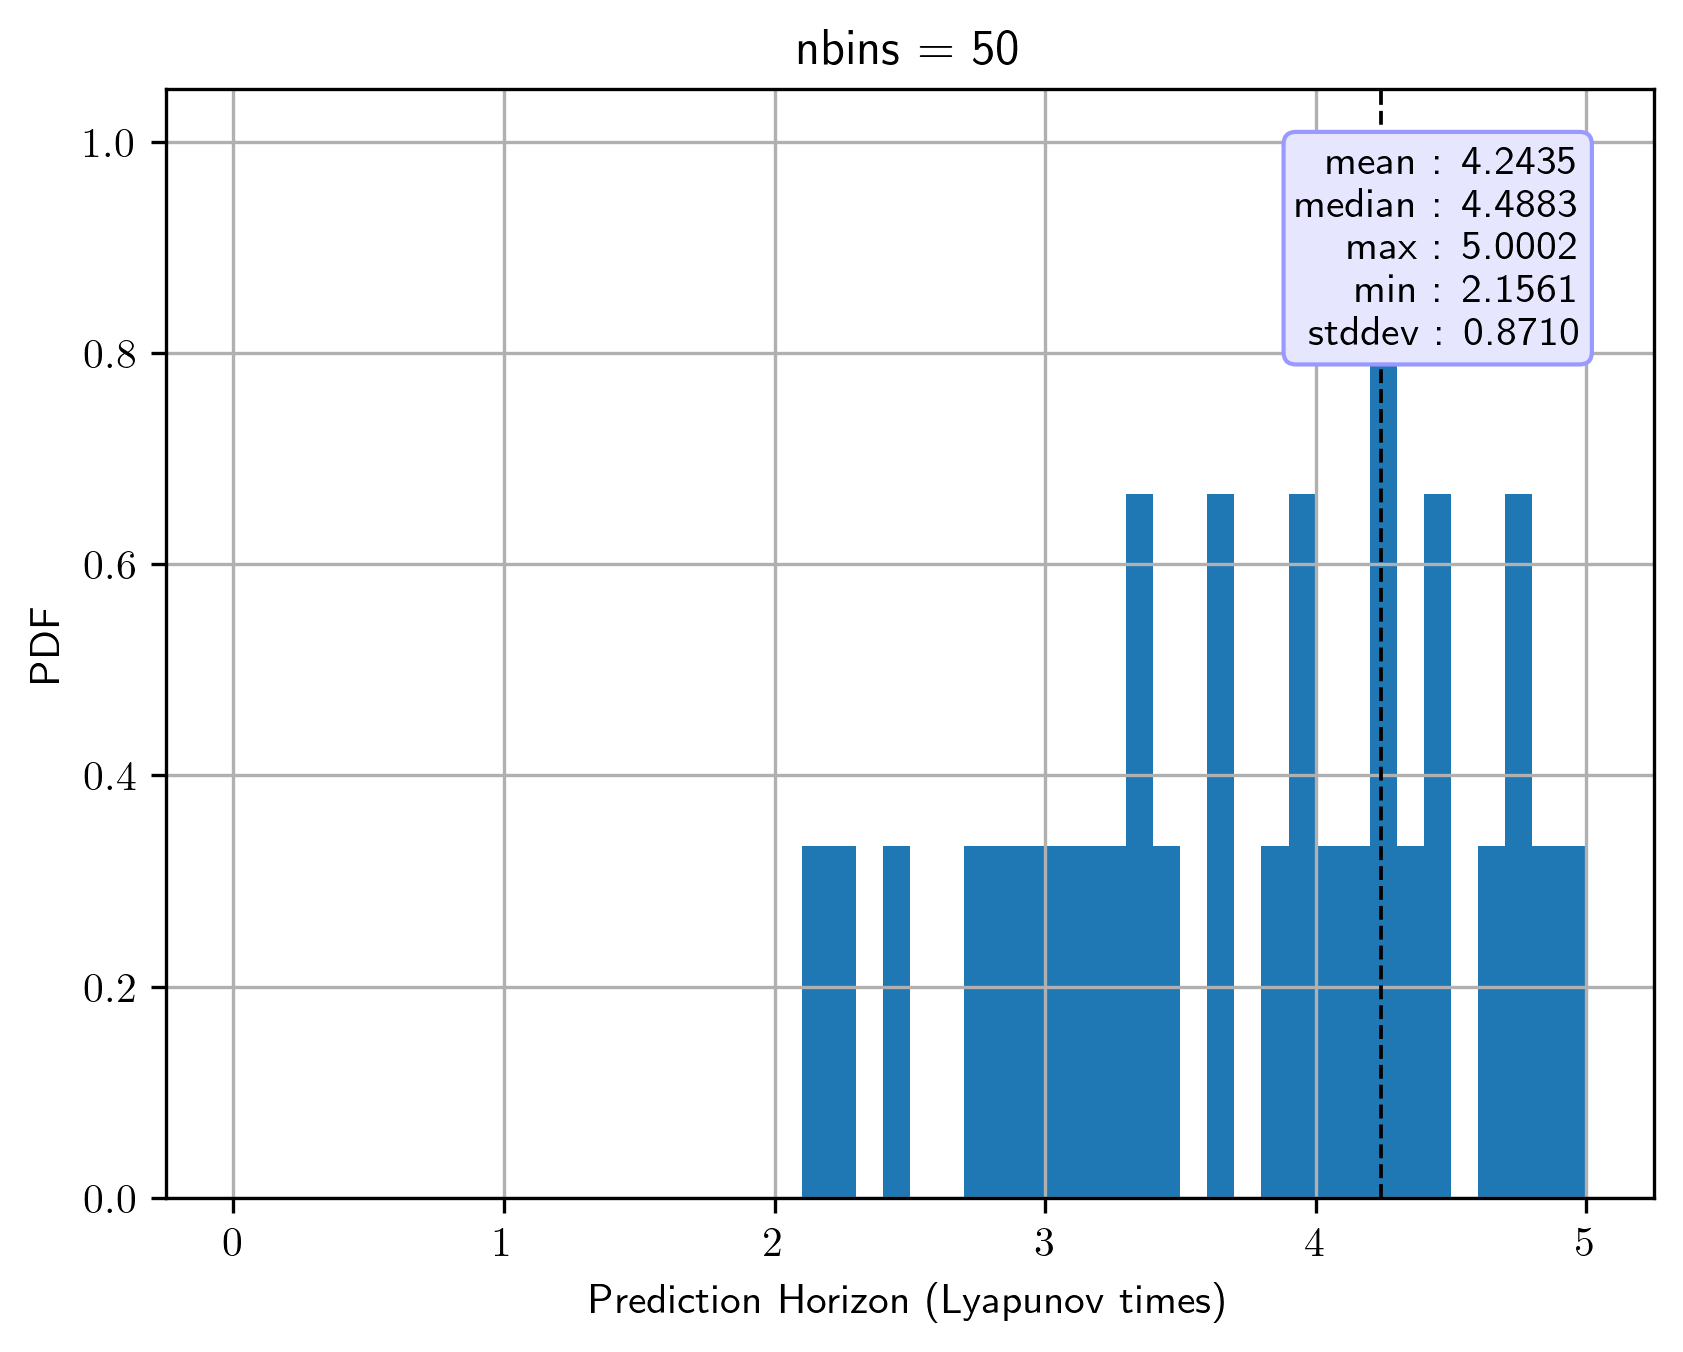 nbins = 50
1.0
0.8
0.6
0.4
0.2
0.0
PDF
mean : 4.2435
median : 4.4883
max : 5.0002
min : 2.1561
stddev : 0.8710
0 1 2 3 4 5
Prediction Horizon (Lyapunov times)